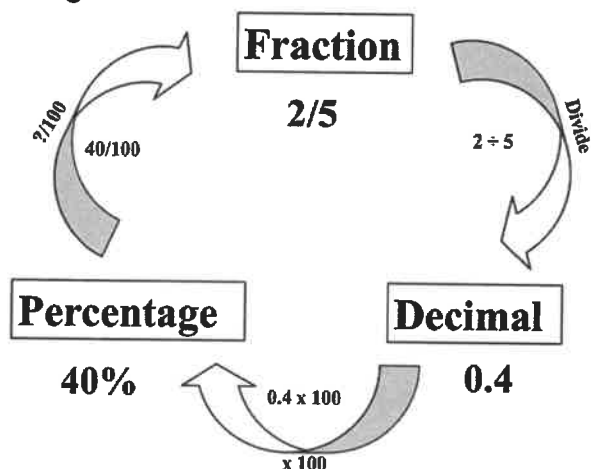 Fraction
2/5
?/100
40/100
2 ÷ 5
Divide
Percentage
40%
Decimal
0.4
0.4 x 100
x 100